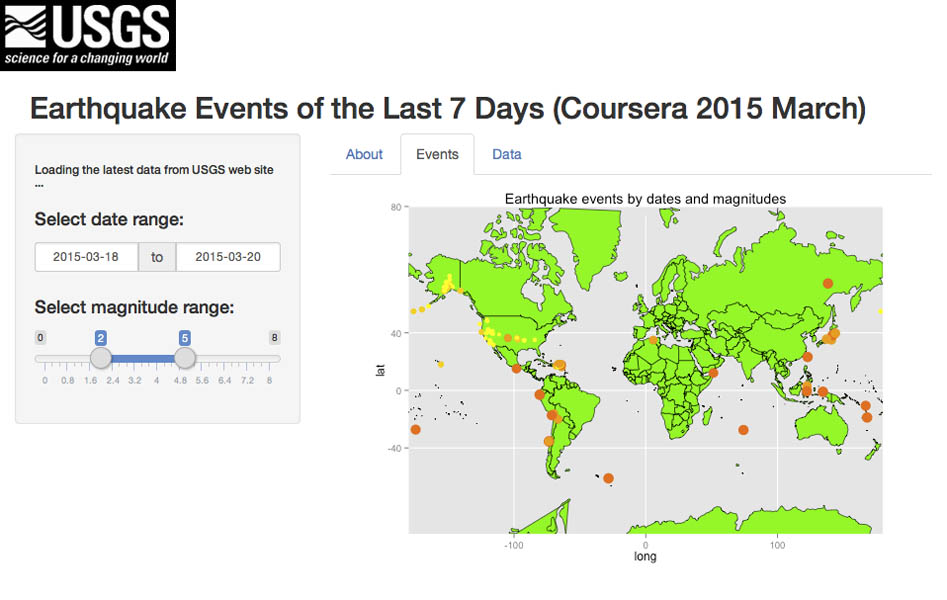 USGS
science for a changing world
Earthquake Events of the Last 7 Days (Coursera 2015 March)
Loading the latest data from USGS web site
...
Select date range:
2015-03-18 to 2015-03-20
Select magnitude range:
0 2 5 8
0 0.8 1.6 2.4 3.2 4 4.8 5.6 6.4 7.2 8
About Events Data
Earthquake events by dates and magnitudes
80
40
lat
0
-40
-100 0 100
long